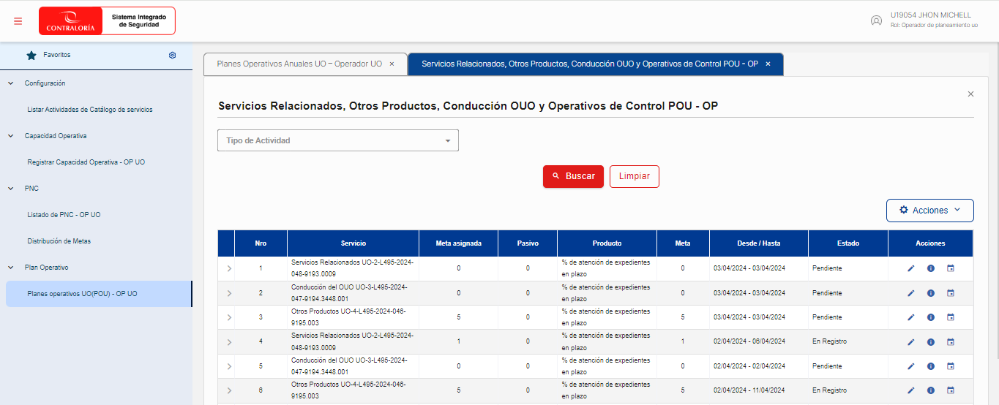 CONTRALORÍA
Sistema Integrado
de Seguridad
U19054 JHON MICHELL
Rol: Operador de planeamiento uo
Favoritos
Configuración
Listar Actividades de Catálogo de servicios
Capacidad Operativa
Registrar Capacidad Operativa - OP UO
PNC
Listado de PNC - OP UO
Distribución de Metas
Plan Operativo
Planes operativos UO(POU) - OP UO
Planes Operativos Anuales UO – Operador UO ×
Servicios Relacionados, Otros Productos, Conducción OUO y Operativos de Control POU - OP ×
Servicios Relacionados, Otros Productos, Conducción OUO y Operativos de Control POU - OP
Tipo de Actividad
Buscar
Limpiar
Acciones
Nro Servicio Meta asignada Pasivo Producto Meta Desde / Hasta Estado Acciones
1 Servicios Relacionados UO-2-L495-2024- 0 0 % de atención de expedientes 0 03/04/2024 - 03/04/2024 Pendiente
048-9193.0009 en plazo
2 Conducción del OUO UO-3-L495-2024- 0 0 % de atención de expedientes 0 03/04/2024 - 03/04/2024 Pendiente
047-9194.3448.001 en plazo
3 Otros Productos UO-4-L495-2024-046- 5 0 % de atención de expedientes 5 03/04/2024 - 03/04/2024 Pendiente
9195.003 en plazo
4 Servicios Relacionados UO-2-L495-2024- 1 0 % de atención de expedientes 1 02/04/2024 - 06/04/2024 En Registro
048-9193.0009 en plazo
5 Conducción del OUO UO-3-L495-2024- 0 0 % de atención de expedientes 0 02/04/2024 - 02/04/2024 Pendiente
047-9194.3448.001 en plazo
6 Otros Productos UO-4-L495-2024-046- 5 0 % de atención de expedientes 5 02/04/2024 - 11/04/2024 En Registro
9195.003 en plazo